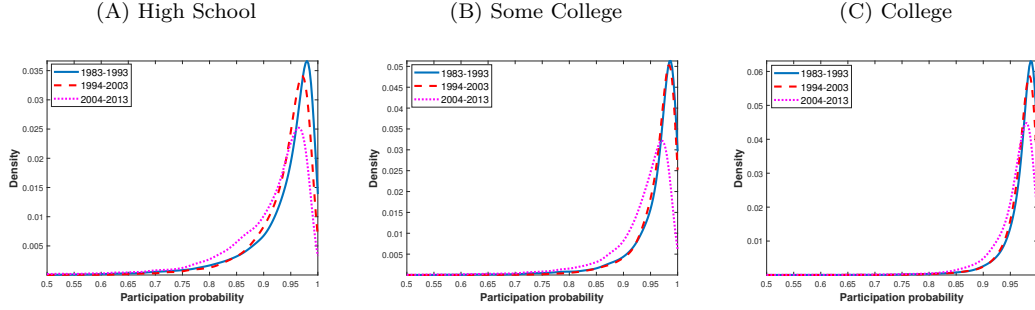 (A) High School
(B) Some College
(C) College
0.035
0.03
0.025
0.02
0.015
0.01
0.005
Density
1983-1993
1994-2003
2004-2013
0.5 0.55 0.6 0.65 0.7 0.75 0.8 0.85 0.9 0.95 1
Participation probability
0.05
0.045
0.04
0.035
0.03
0.025
0.02
0.015
0.01
0.005
Density
1983-1993
1994-2003
2004-2013
0.5 0.55 0.6 0.65 0.7 0.75 0.8 0.85 0.9 0.95 1
Participation probability
0.06
0.05
0.04
0.03
0.02
0.01
Density
1983-1993
1994-2003
2004-2013
0.5 0.55 0.6 0.65 0.7 0.75 0.8 0.85 0.9 0.95
Participation probability